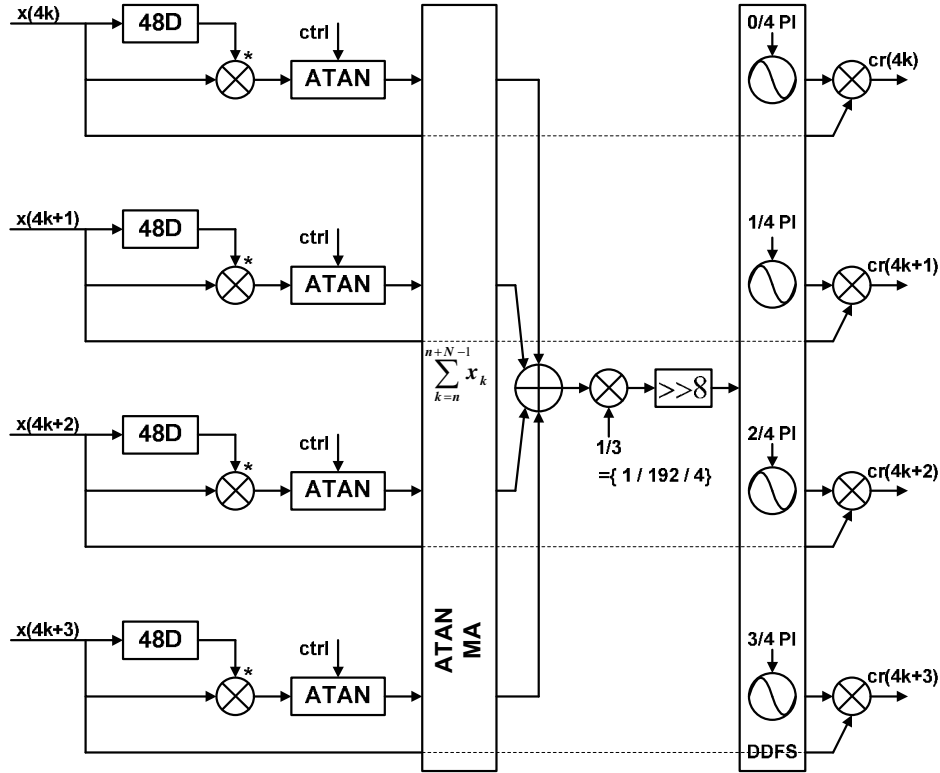 x(4k)
48D
*
ctrl
ATAN
0/4 PI
cr(4k)
x(4k+1)
48D
*
ctrl
ATAN
1/4 PI
cr(4k+1)
n+N-1
∑ x_k
k=n
>>8
1/3
={ 1 / 192 / 4}
x(4k+2)
48D
*
ctrl
ATAN
2/4 PI
cr(4k+2)
x(4k+3)
48D
*
ctrl
ATAN
ATAN
MA
3/4 PI
cr(4k+3)
DDFS